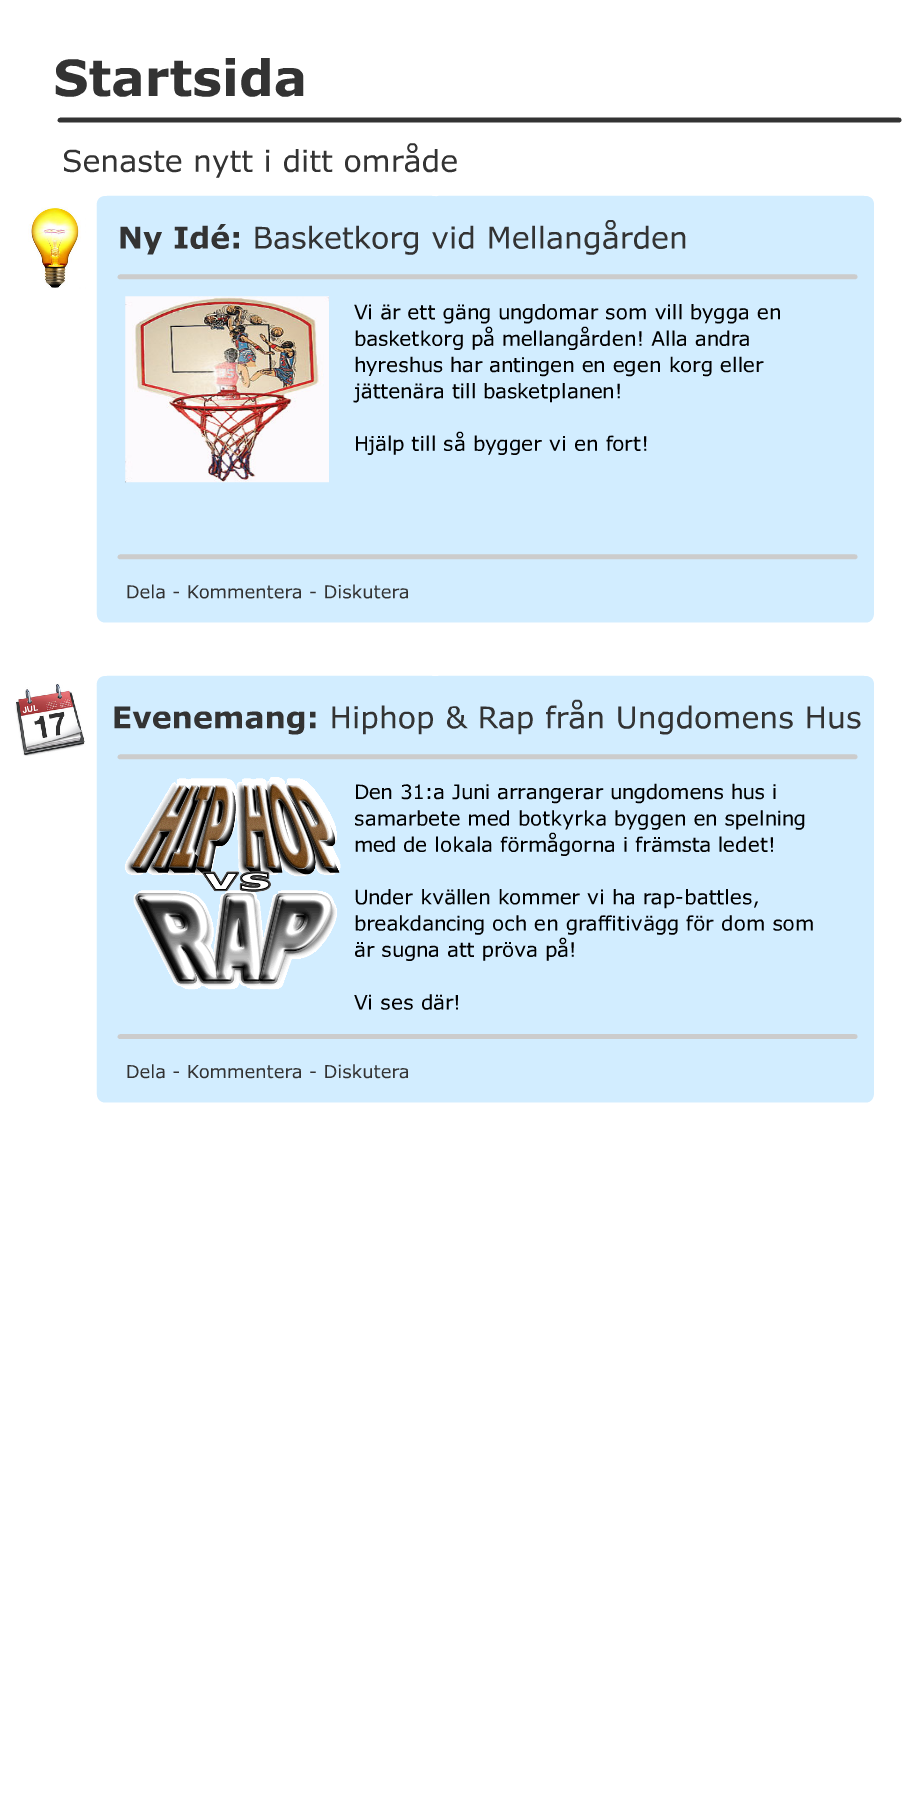 Startsida
Senaste nytt i ditt område
Ny Idé: Basketkorg vid Mellangården
Vi är ett gäng ungdomar som vill bygga en
basketkorg på mellangården! Alla andra
hyreshus har antingen en egen korg eller
jättenära till basketplanen!
Hjälp till så bygger vi en fort!
Dela - Kommentera - Diskutera
JUL
17
Evenemang: Hiphop & Rap från Ungdomens Hus
HIP HOP
vs
RAP
Den 31:a Juni arrangerar ungdomens hus i
samarbete med botkyrka byggen en spelning
med de lokala förmågorna i främsta ledet!
Under kvällen kommer vi ha rap-battles,
breakdancing och en graffitivägg för dom som
är sugna att pröva på!
Vi ses där!
Dela - Kommentera - Diskutera